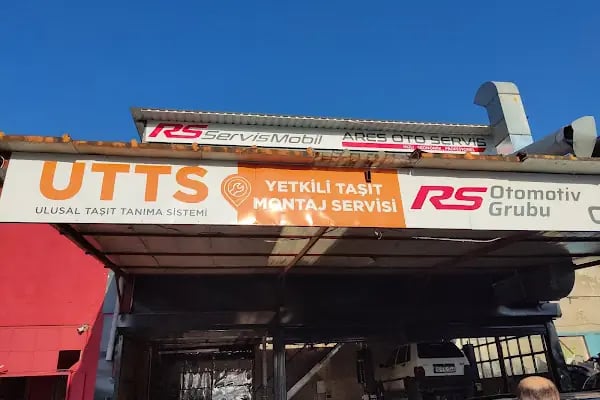 RS ServisMobil ARES OTO SERVİS
UTTS
ULUSAL TAŞIT TANIMA SİSTEMİ
YETKİLİ TAŞIT
MONTAJ SERVİSİ
RS Otomotiv
Grubu